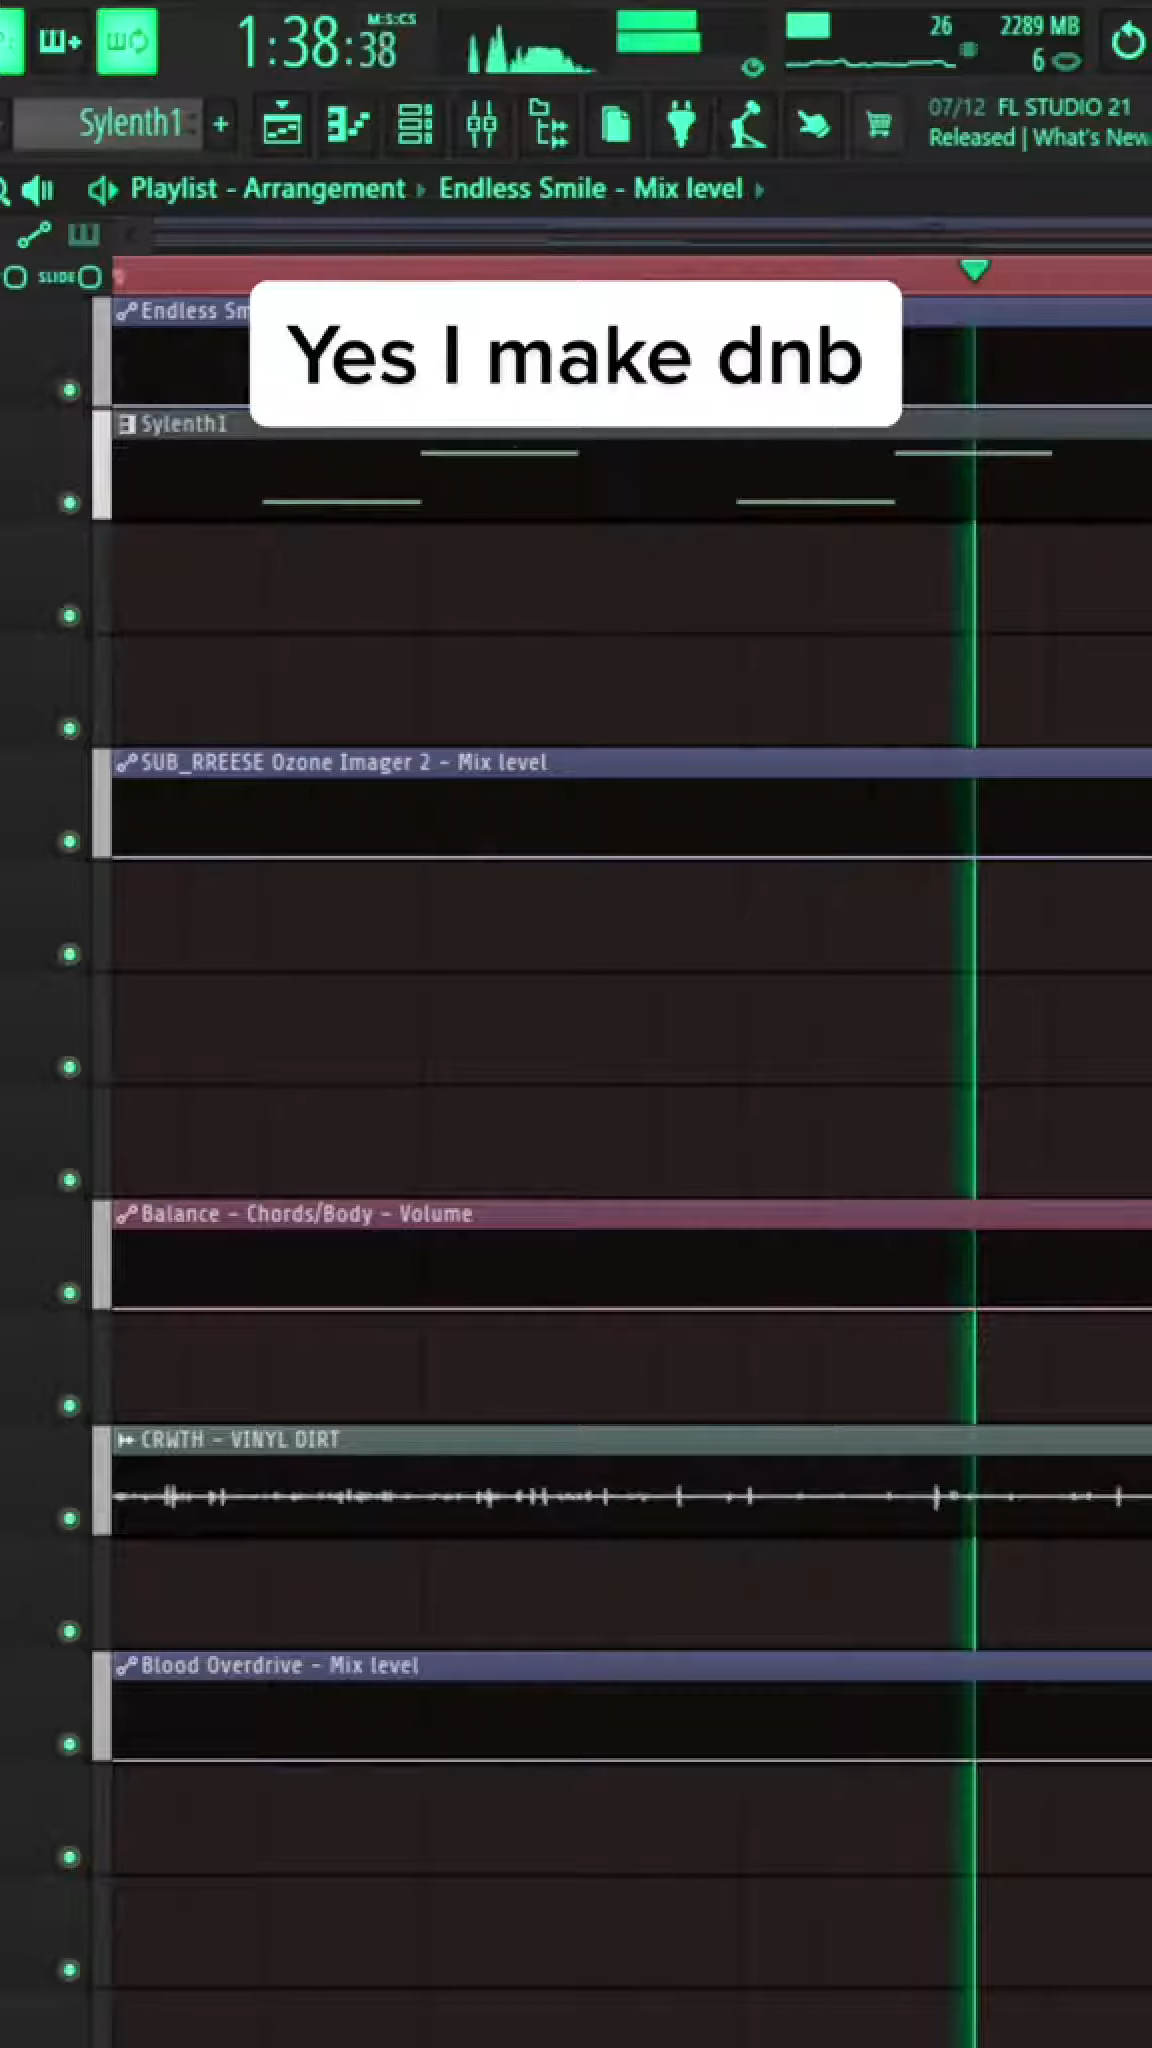 M:S:CS
1:38:38
26
2289 MB
6
Sylenth1
+
07/12 FL STUDIO 21
Released | What's New
Playlist - Arrangement › Endless Smile - Mix level ›
SLIDE
Yes I make dnb
Endless Sm
Sylenth1
SUB_RREESE Ozone Imager 2 - Mix level
Balance - Chords/Body - Volume
CRWTH - VINYL DIRT
Blood Overdrive - Mix level